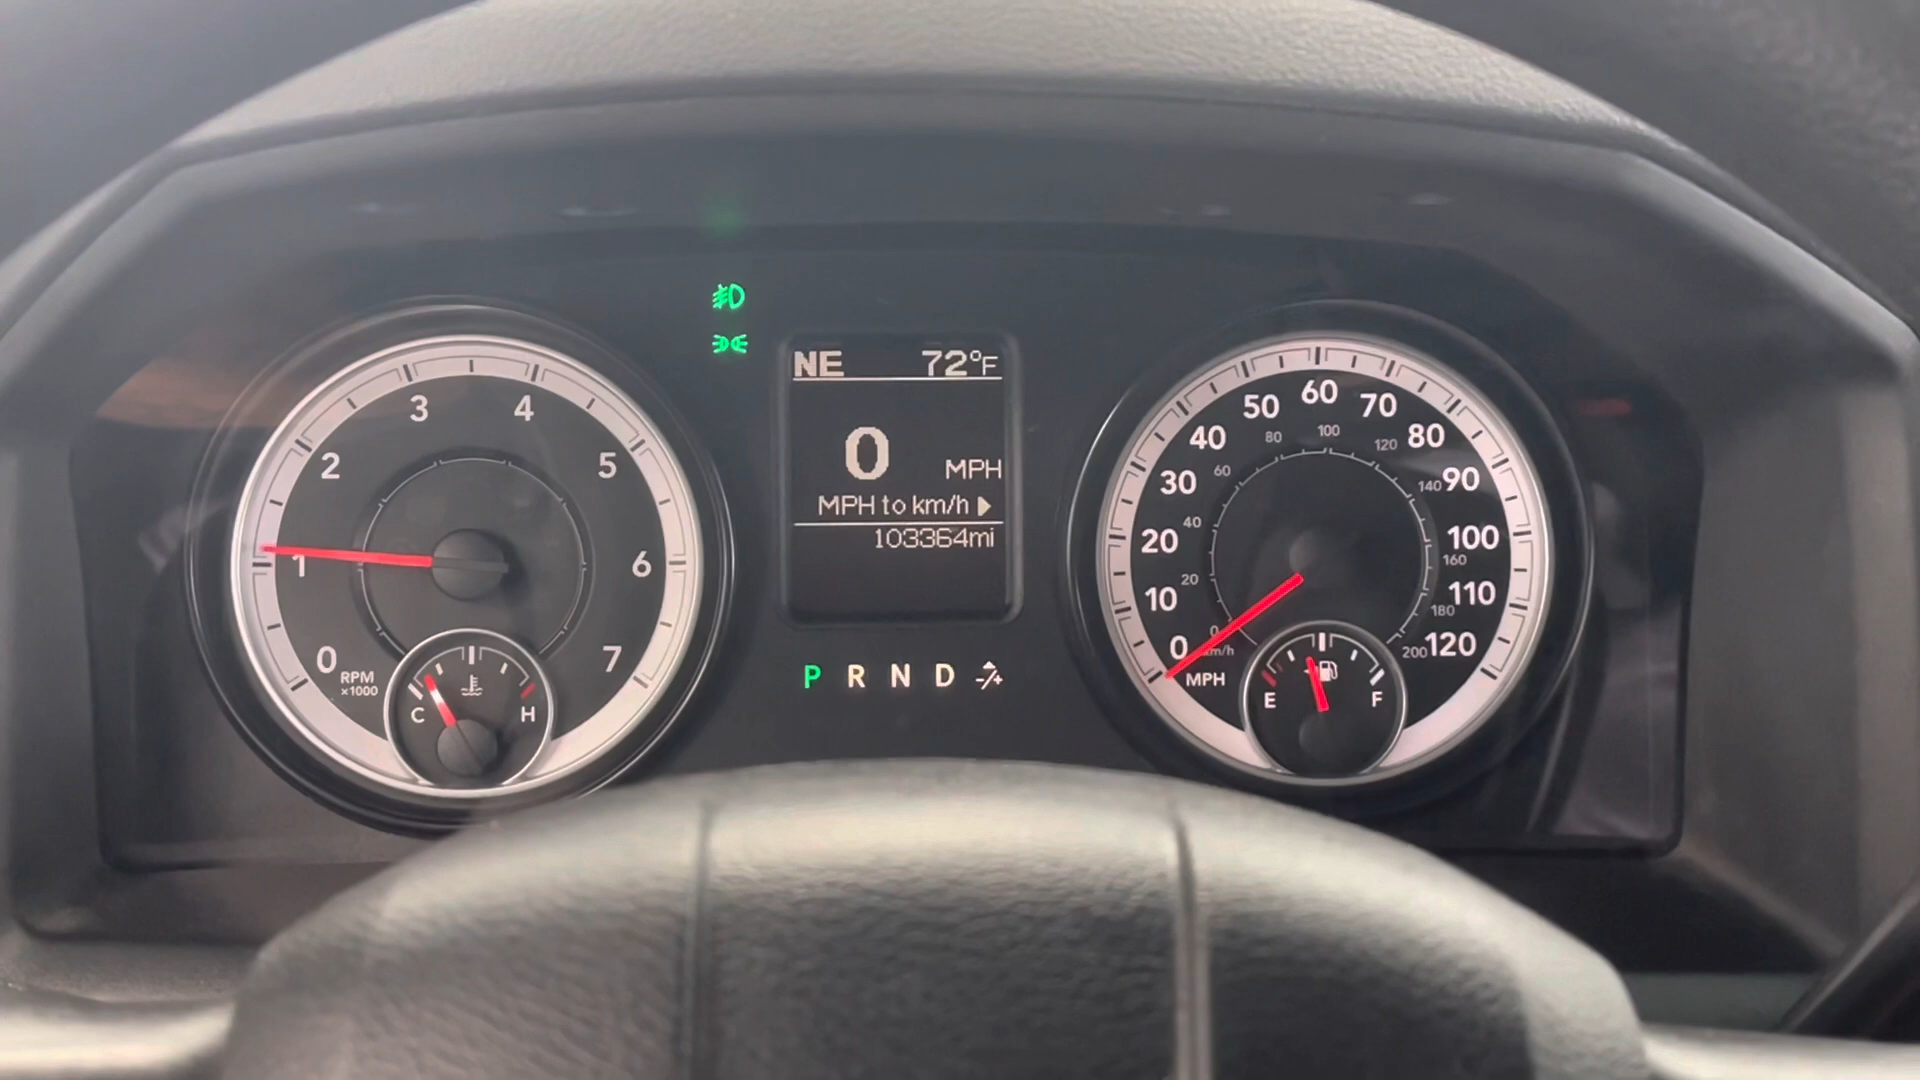 NE 72°F
0 MPH
MPH to km/h
103364mi
P R N D -/+
0 1 2 3 4 5 6 7
RPM
×1000
C H
0 10 20 30 40 50 60 70 80 90 100 110 120
MPH
0 20 40 60 80 100 120 140 160 180 200
km/h
E F